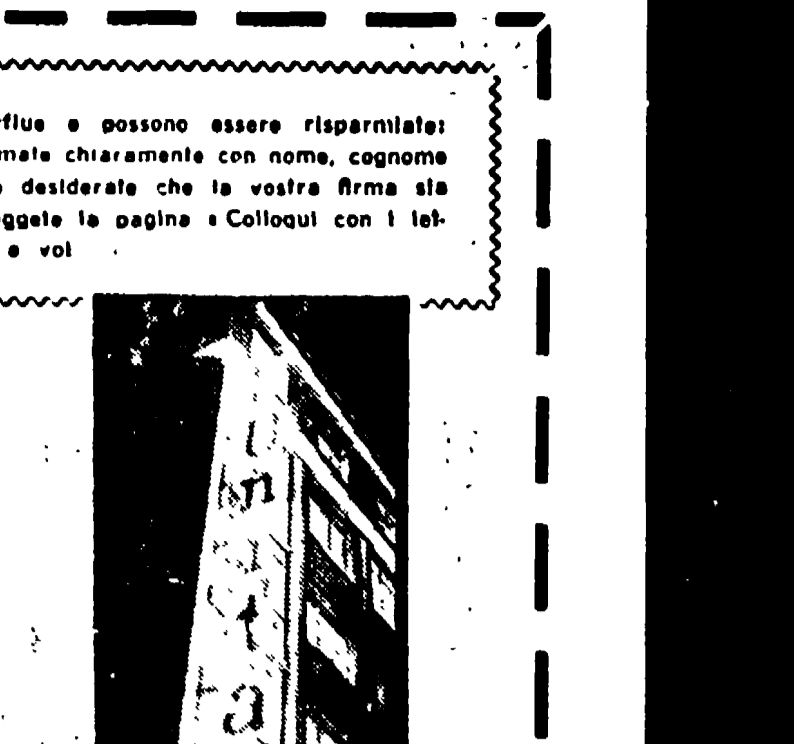 rflue e possono essere risparmiate:
mate chiaramente con nome, cognome
desiderate che la vostra firma sia
ggete la pagina « Colloqui con i let-
e voi